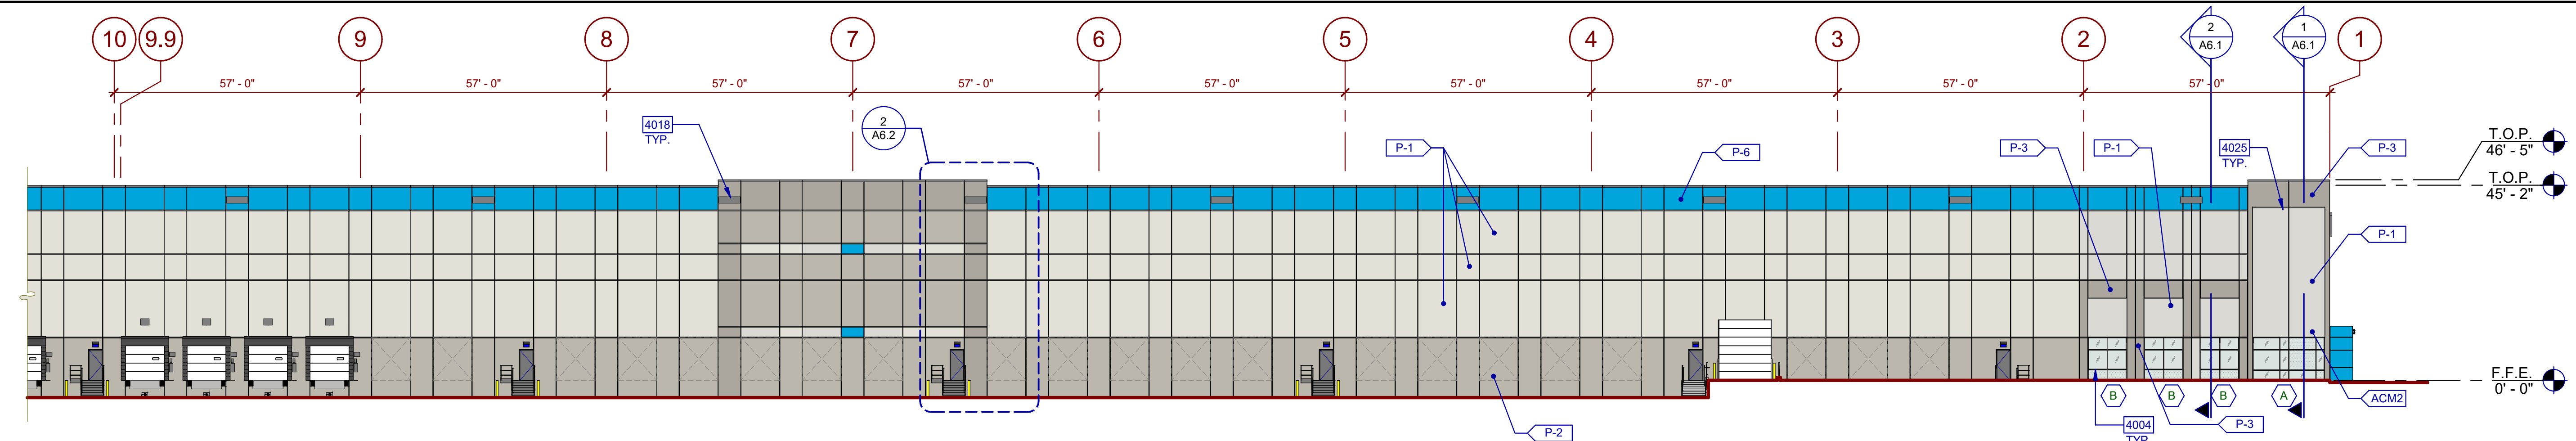 10
9.9
9
8
7
6
5
4
3
2
2
A6.1
1
A6.1
1
57' - 0"
57' - 0"
57' - 0"
57' - 0"
57' - 0"
57' - 0"
57' - 0"
57' - 0"
57' - 0"
4018
TYP.
2
A6.2
P-1
P-6
P-3
P-1
4025
TYP.
P-3
T.O.P.
46' - 5"
T.O.P.
45' - 2"
P-1
F.F.E.
0' - 0"
B
B
B
A
ACM2
4004
TYP.
P-3
P-2